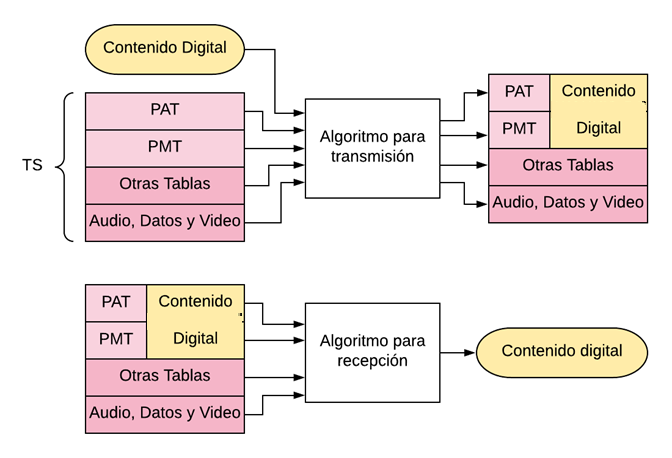 Contenido Digital
TS
PAT
PMT
Otras Tablas
Audio, Datos y Video
Algoritmo para
transmisión
PAT
Contenido
PMT
Digital
Otras Tablas
Audio, Datos y Video
PAT
Contenido
PMT
Digital
Otras Tablas
Audio, Datos y Video
Algoritmo para
recepción
Contenido digital